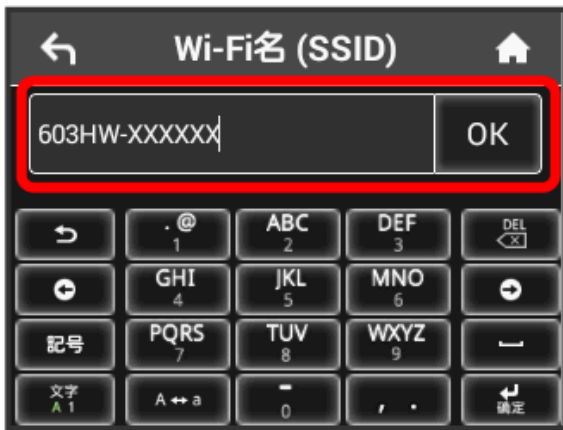 Wi-Fi名 (SSID)
603HW-XXXXXX
OK
. @
1
ABC
2
DEF
3
DEL
GHI
4
JKL
5
MNO
6
記号
PQRS
7
TUV
8
WXYZ
9
文字
A 1
A ↔ a
-
0
, .
確定